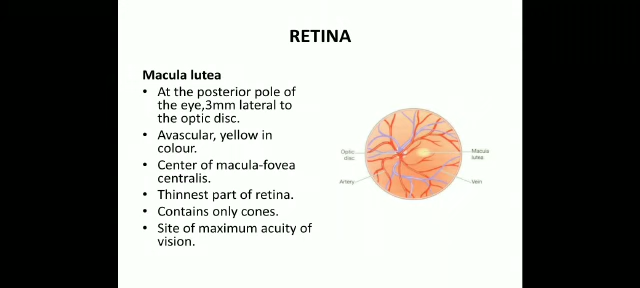 RETINA
Macula lutea
• At the posterior pole of
the eye,3mm lateral to
the optic disc.
• Avascular, yellow in
colour.
• Center of macula-fovea
centralis.
• Thinnest part of retina.
• Contains only cones.
• Site of maximum acuity of
vision.
Optic
disc
Macula
lutea
Artery
Vein